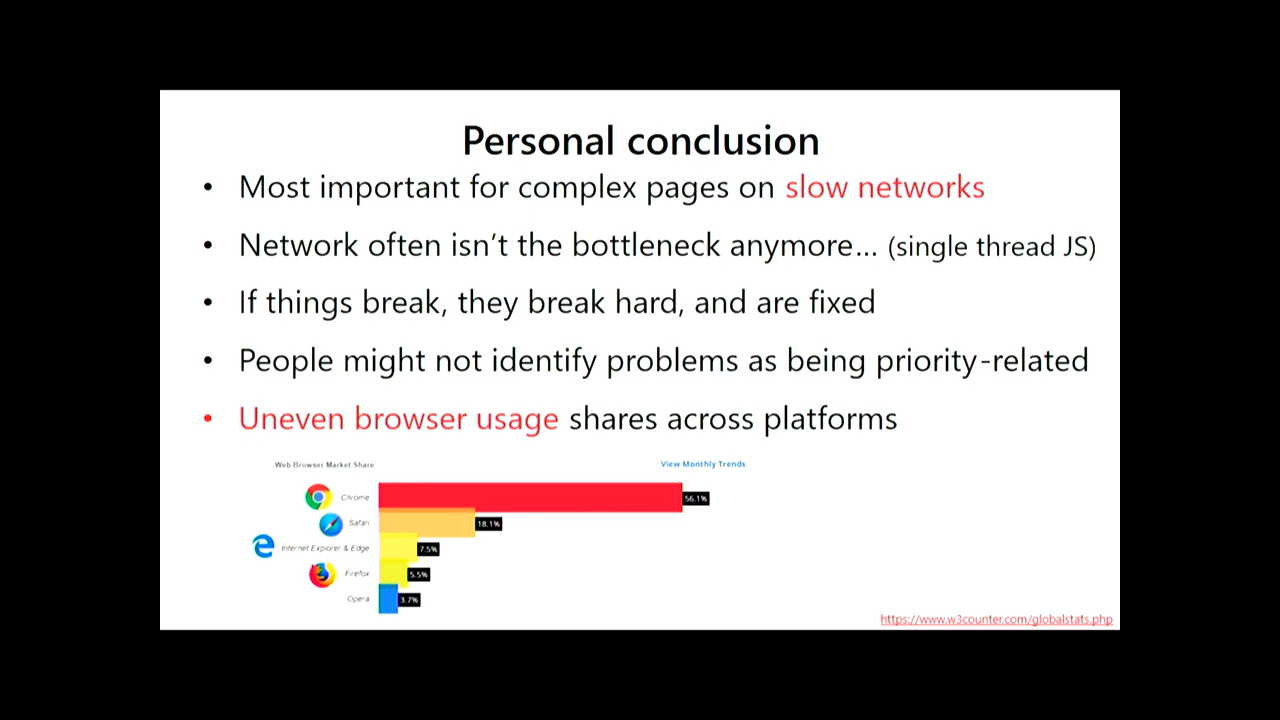 Personal conclusion
• Most important for complex pages on slow networks
• Network often isn't the bottleneck anymore... (single thread JS)
• If things break, they break hard, and are fixed
• People might not identify problems as being priority-related
• Uneven browser usage shares across platforms
Web Browser Market Share
View Monthly Trends
Chrome 56.1%
Safari 18.1%
Internet Explorer & Edge 7.5%
Firefox 5.5%
Opera 3.7%
https://www.w3counter.com/globalstats.php